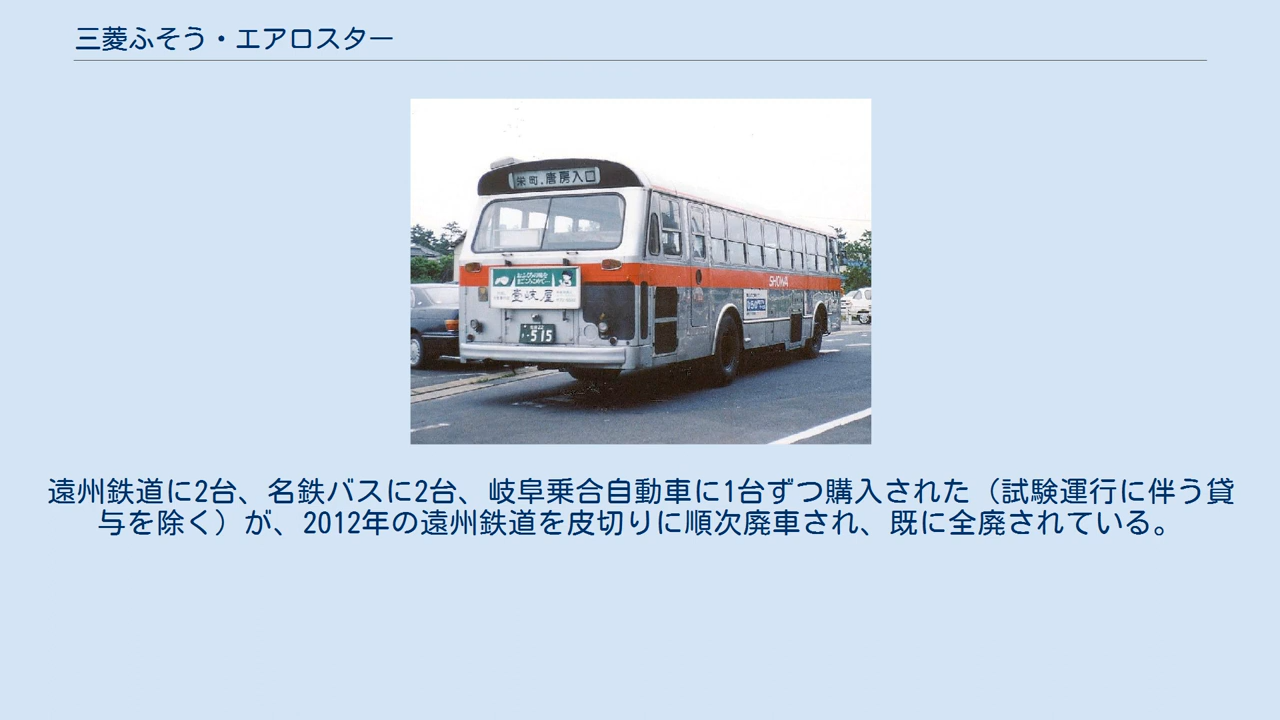 三菱ふそう・エアロスター
栄町.唐房入口
SHOWA
壹岐屋
515
遠州鉄道に2台、名鉄バスに2台、岐阜乗合自動車に1台ずつ購入された（試験運行に伴う貸
与を除く）が、2012年の遠州鉄道を皮切りに順次廃車され、既に全廃されている。